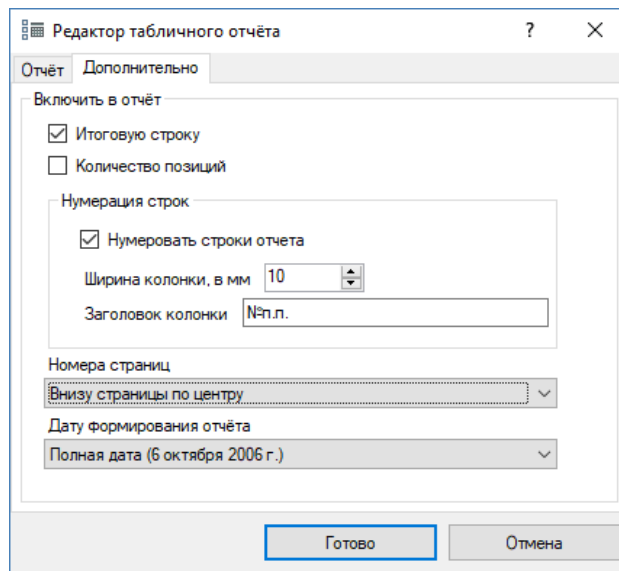 Редактор табличного отчёта
Отчёт Дополнительно
Включить в отчёт
Итоговую строку
Количество позиций
Нумерация строк
Нумеровать строки отчета
Ширина колонки, в мм 10
Заголовок колонки №п.п.
Номера страниц
Внизу страницы по центру
Дату формирования отчёта
Полная дата (6 октября 2006 г.)
Готово Отмена